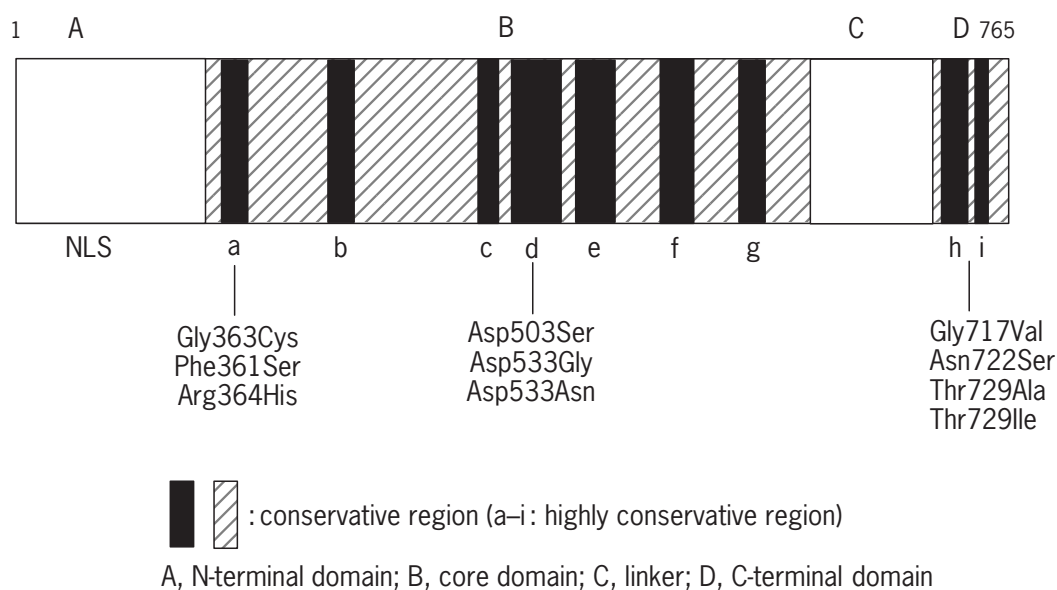 1 A B C D 765
NLS a b c d e f g h i
Gly363Cys
Phe361Ser
Arg364His
Asp503Ser
Asp533Gly
Asp533Asn
Gly717Val
Asn722Ser
Thr729Ala
Thr729Ile
: conservative region (a–i : highly conservative region)
A, N-terminal domain; B, core domain; C, linker; D, C-terminal domain